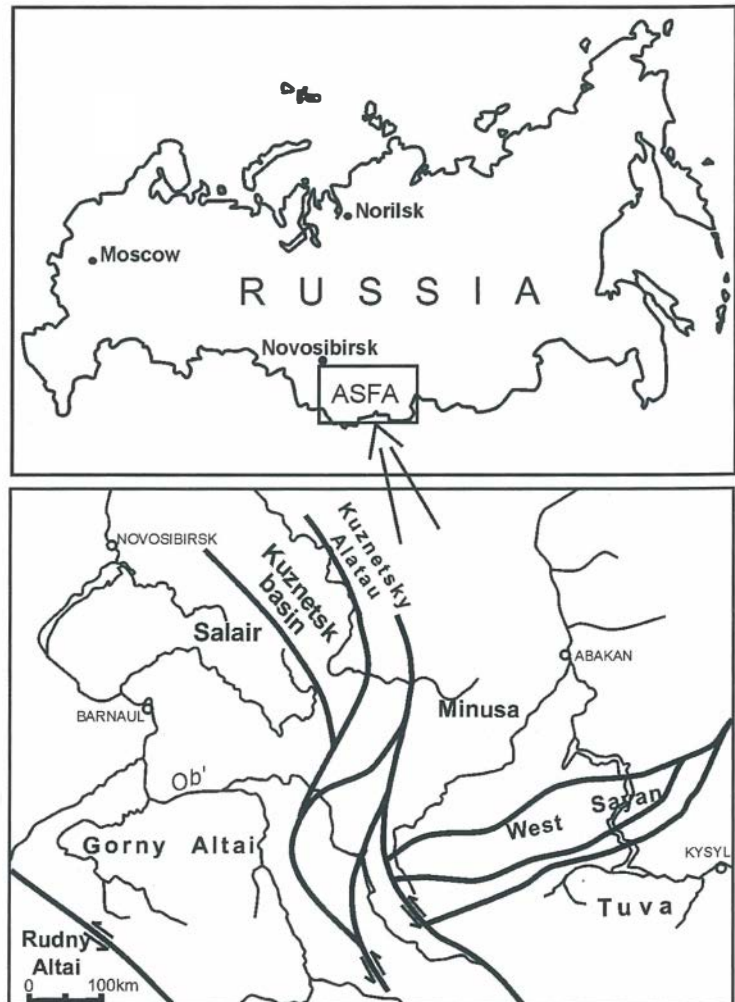 Norilsk
Moscow
RUSSIA
Novosibirsk
ASFA
NOVOSIBIRSK
Kuznetsky
Alatau
Kuznetsk
basin
Salair
ABAKAN
BARNAUL
Minusa
Ob'
West Sayan
Gorny Altai
KYSYL
Tuva
Rudny
Altai
0 100km